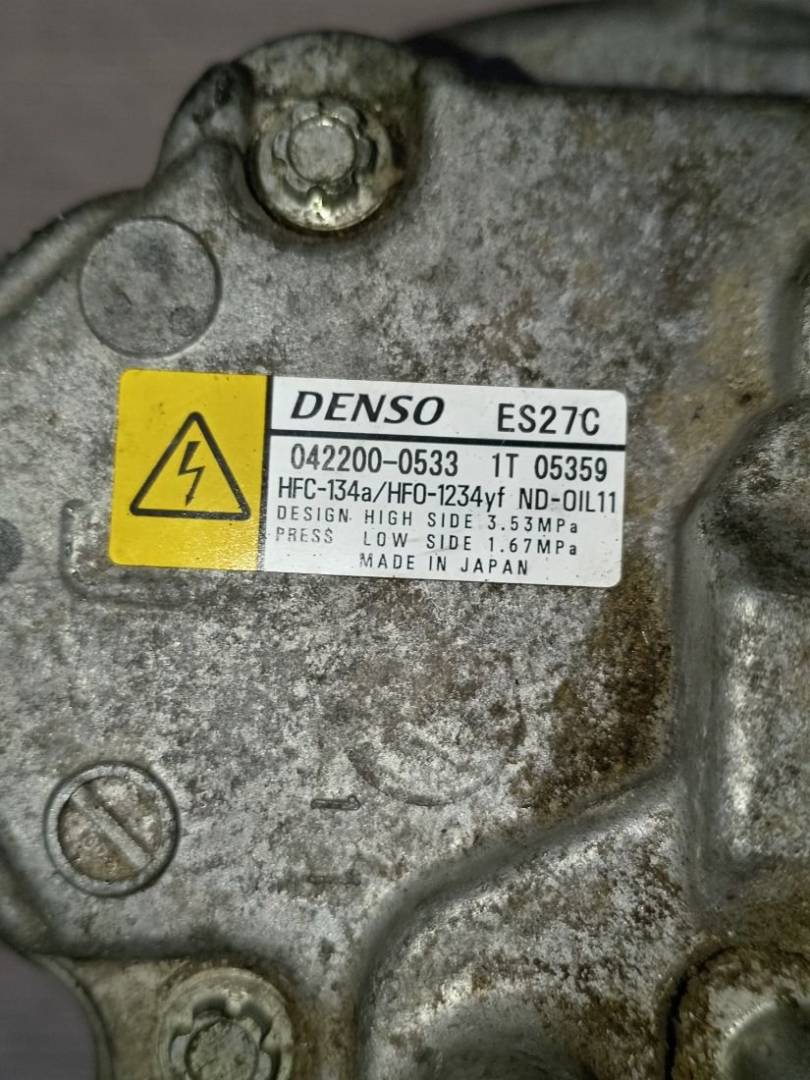 DENSO ES27C
042200-0533 1T 05359
HFC-134a/HFO-1234yf ND-OIL11
DESIGN HIGH SIDE 3.53MPa
PRESS LOW SIDE 1.67MPa
MADE IN JAPAN